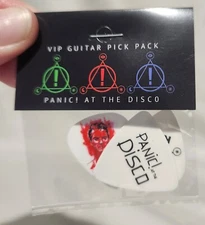 VIP GUITAR PICK PACK
! ! !
PANIC! AT THE DISCO
PANIC!
AT THE
DISCO